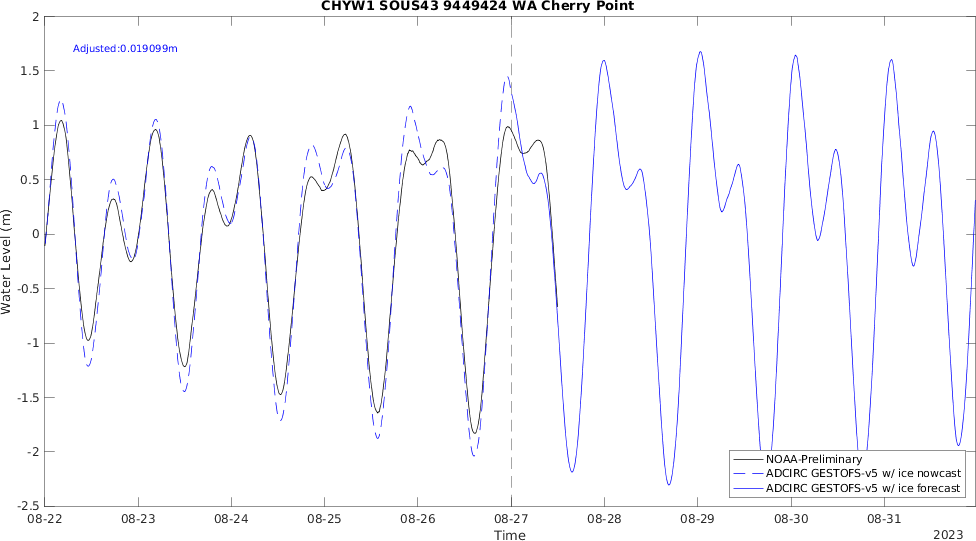 CHYW1 SOUS43 9449424 WA Cherry Point
Adjusted:0.019099m
2
1.5
1
0.5
0
-0.5
-1
-1.5
-2
-2.5
Water Level (m)
NOAA-Preliminary
ADCIRC GESTOFS-v5 w/ ice nowcast
ADCIRC GESTOFS-v5 w/ ice forecast
08-22 08-23 08-24 08-25 08-26 08-27 08-28 08-29 08-30 08-31
Time
2023